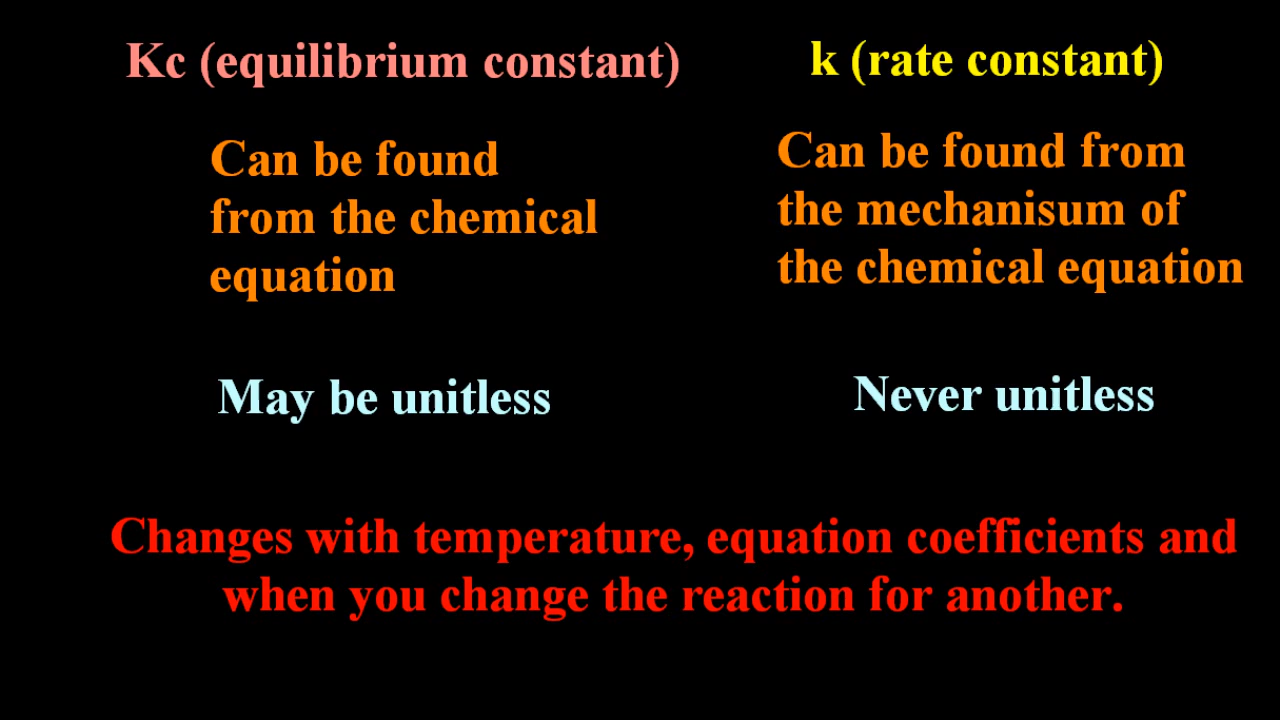 Kc (equilibrium constant)
k (rate constant)
Can be found
from the chemical
equation
Can be found from
the mechanisum of
the chemical equation
May be unitless
Never unitless
Changes with temperature, equation coefficients and
when you change the reaction for another.